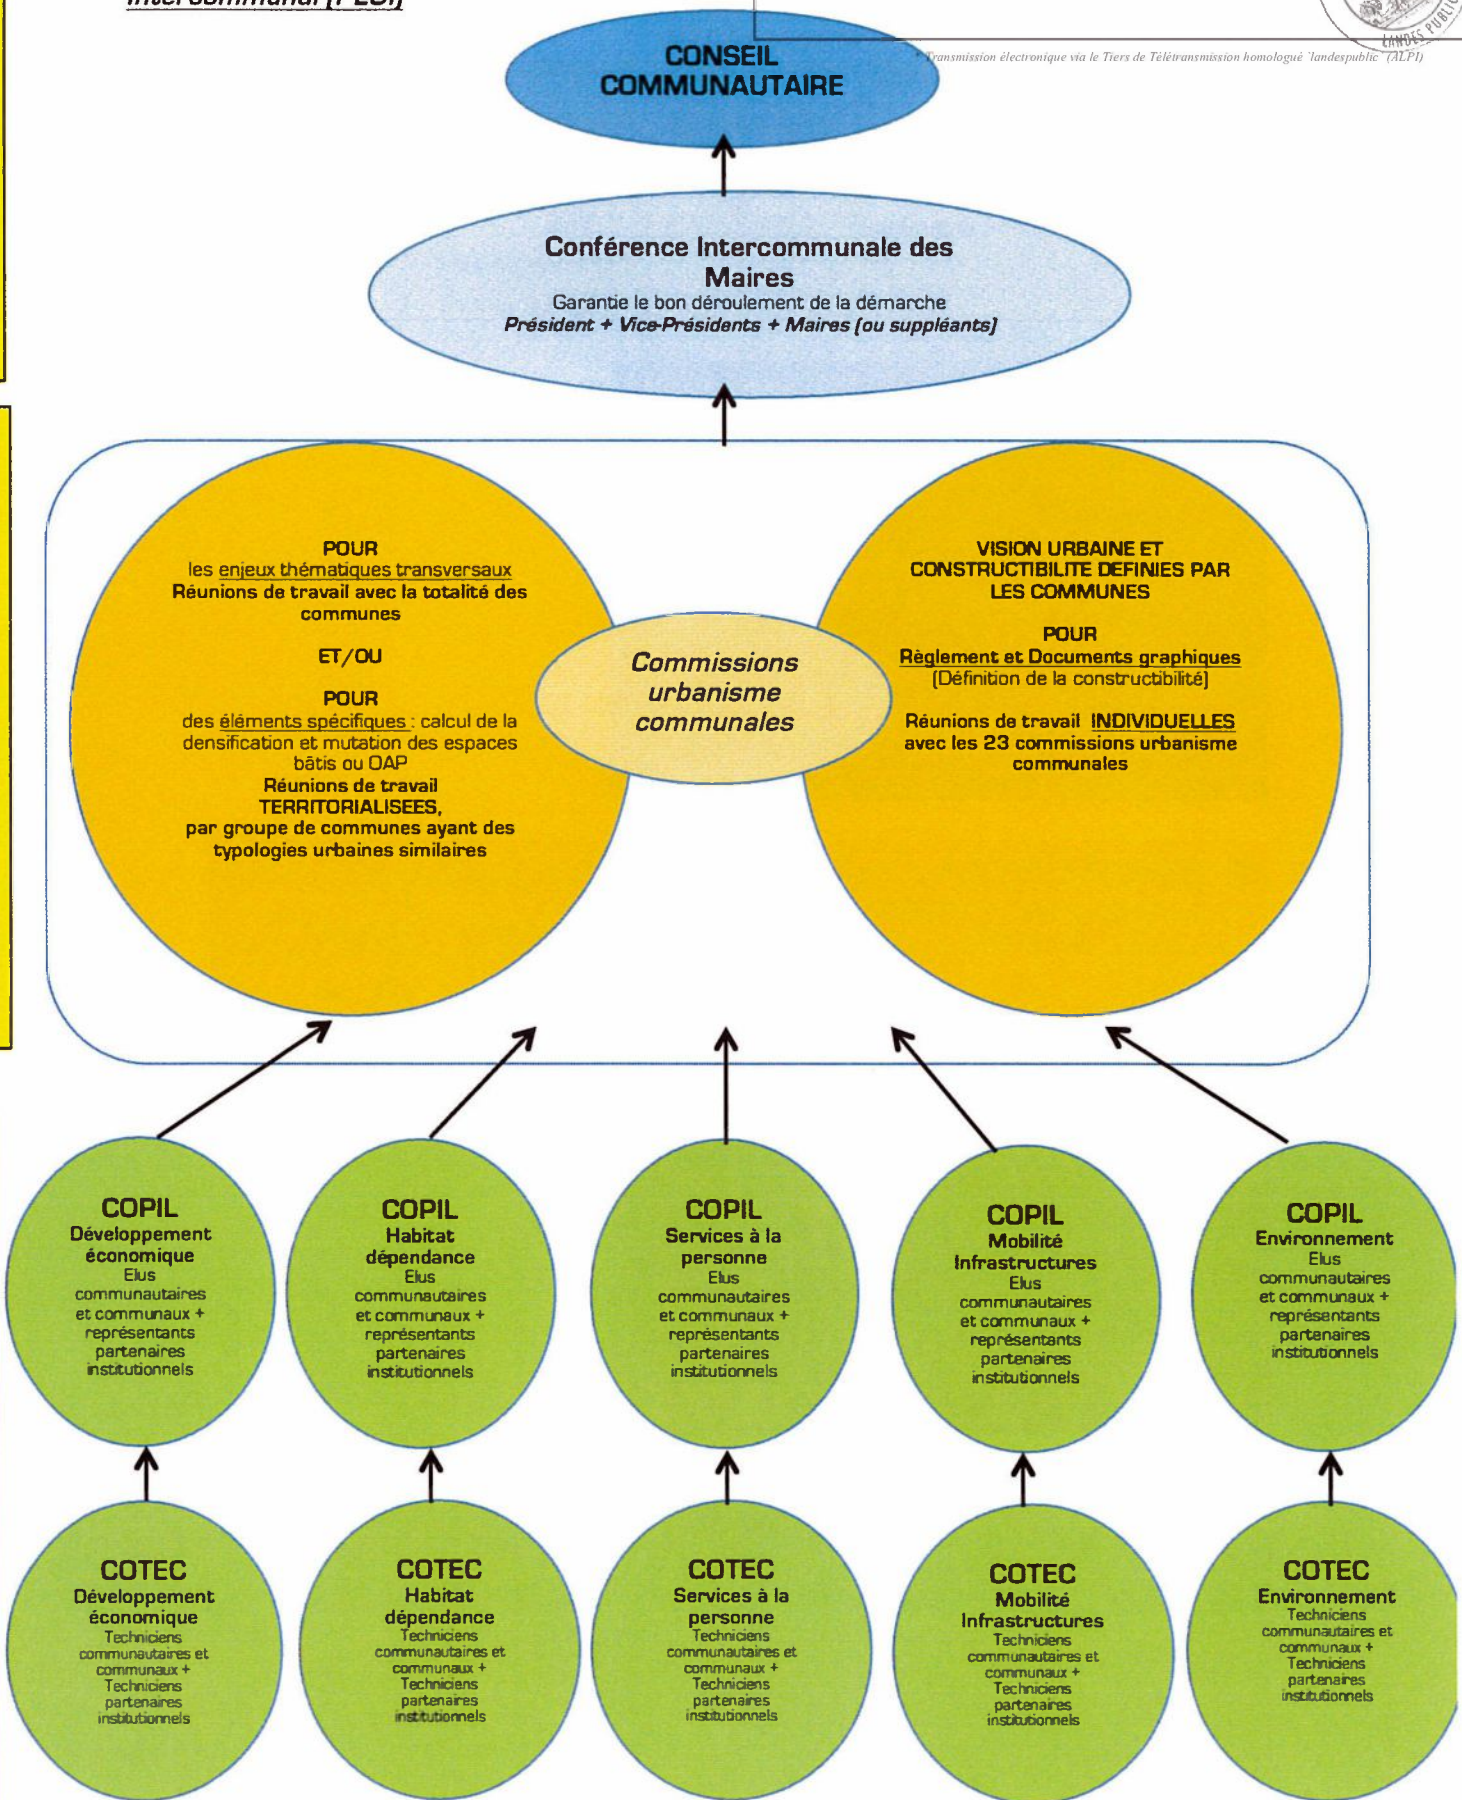 Intercommunal (PLUi)
LANDES PUBLIC
* Transmission électronique via le Tiers de Télétransmission homologué 'landespublic' (ALPI)
CONSEIL
COMMUNAUTAIRE
Conférence Intercommunale des
Maires
Garantie le bon déroulement de la démarche
Président + Vice-Présidents + Maires (ou suppléants)
POUR
les enjeux thématiques transversaux
Réunions de travail avec la totalité des
communes
ET/OU
POUR
des éléments spécifiques : calcul de la
densification et mutation des espaces
bâtis ou OAP
Réunions de travail
TERRITORIALISEES,
par groupe de communes ayant des
typologies urbaines similaires
Commissions
urbanisme
communales
VISION URBAINE ET
CONSTRUCTIBILITE DEFINIES PAR
LES COMMUNES
POUR
Règlement et Documents graphiques
(Définition de la constructibilité)
Réunions de travail INDIVIDUELLES
avec les 23 commissions urbanisme
communales
COPIL
Développement
économique
Elus
communautaires
et communaux +
représentants
partenaires
institutionnels
COPIL
Habitat
dépendance
Elus
communautaires
et communaux +
représentants
partenaires
institutionnels
COPIL
Services à la
personne
Elus
communautaires
et communaux +
représentants
partenaires
institutionnels
COPIL
Mobilité
Infrastructures
Elus
communautaires
et communaux +
représentants
partenaires
institutionnels
COPIL
Environnement
Elus
communautaires
et communaux +
représentants
partenaires
institutionnels
COTEC
Développement
économique
Techniciens
communautaires et
communaux +
Techniciens
partenaires
institutionnels
COTEC
Habitat
dépendance
Techniciens
communautaires et
communaux +
Techniciens
partenaires
institutionnels
COTEC
Services à la
personne
Techniciens
communautaires et
communaux +
Techniciens
partenaires
institutionnels
COTEC
Mobilité
Infrastructures
Techniciens
communautaires et
communaux +
Techniciens
partenaires
institutionnels
COTEC
Environnement
Techniciens
communautaires et
communaux +
Techniciens
partenaires
institutionnels